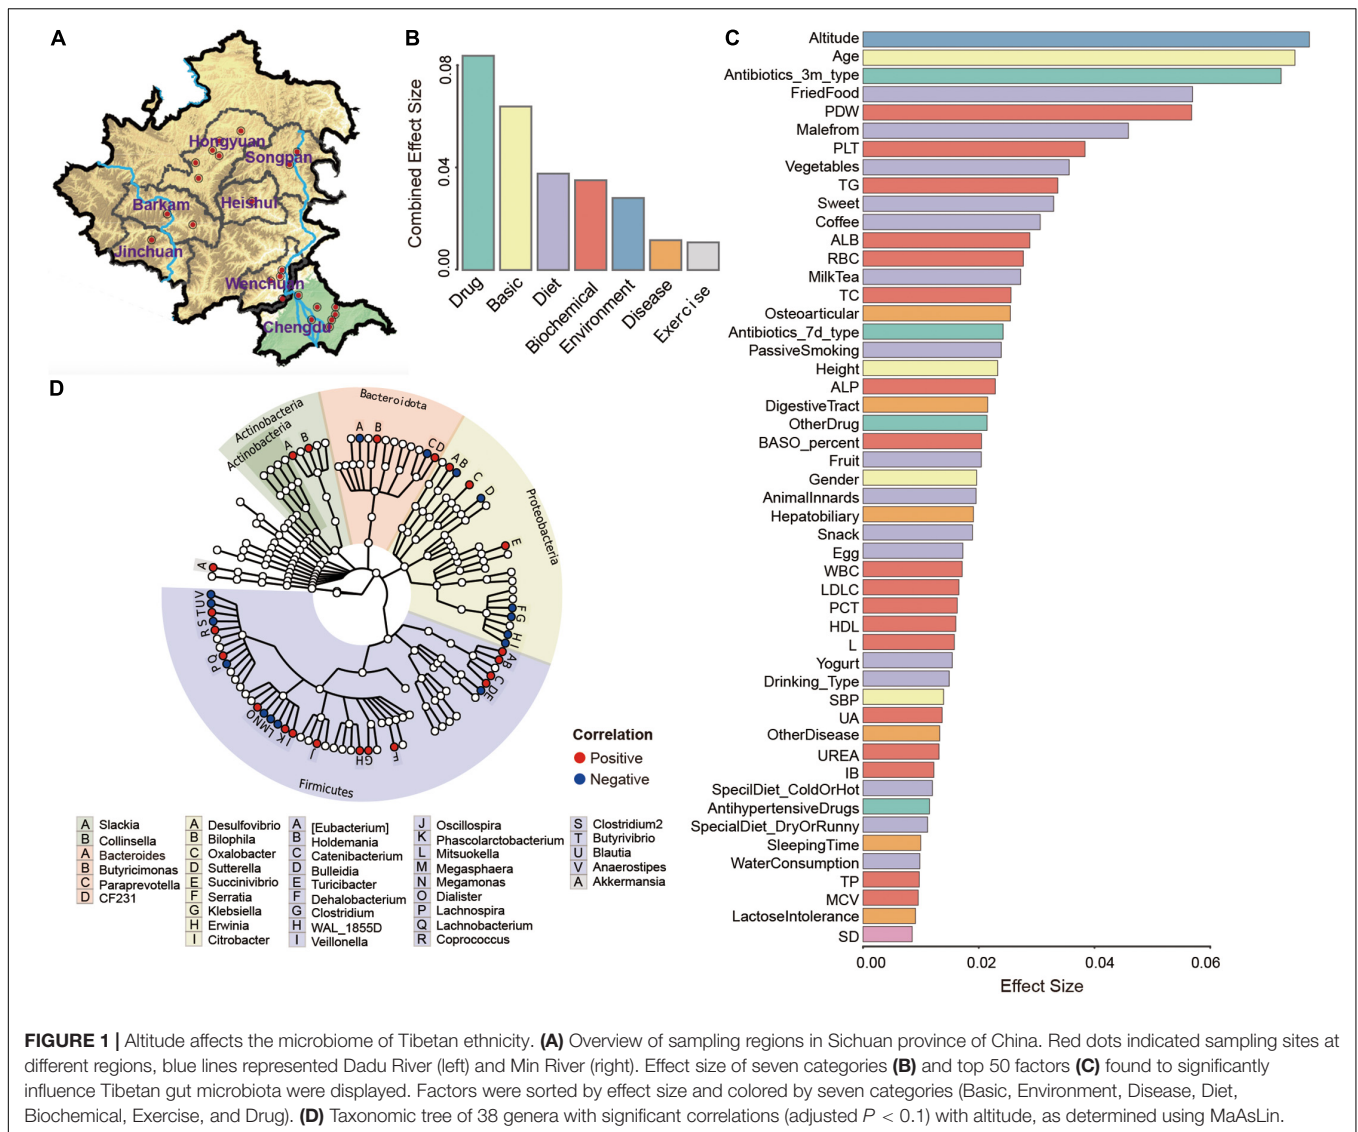 A
Hongyuan
Songpan
Barkam
Heishui
Jinchuan
Wenchuan
Chengdu
B
Combined Effect Size
0.08
0.04
0.00
Drug
Basic
Diet
Biochemical
Environment
Disease
Exercise
C
Altitude
Age
Antibiotics_3m_type
FriedFood
PDW
Malefrom
PLT
Vegetables
TG
Sweet
Coffee
ALB
RBC
MilkTea
TC
Osteoarticular
Antibiotics_7d_type
PassiveSmoking
Height
ALP
DigestiveTract
OtherDrug
BASO_percent
Fruit
Gender
AnimalInnards
Hepatobiliary
Snack
Egg
WBC
LDLC
PCT
HDL
L
Yogurt
Drinking_Type
SBP
UA
OtherDisease
UREA
IB
SpecilDiet_ColdOrHot
AntihypertensiveDrugs
SpecialDiet_DryOrRunny
SleepingTime
WaterConsumption
TP
MCV
LactoseIntolerance
SD
0.00 0.02 0.04 0.06
Effect Size
D
Actinobacteria
Actinobacteria
A B
Bacteroidota
A B C D
Proteobacteria
A B C D E F G H I
Firmicutes
A B C D E F G H I J K L M N O P Q R S T U V
A
Correlation
Positive
Negative
A Slackia
B Collinsella
A Bacteroides
B Butyricimonas
C Paraprevotella
D CF231
A Desulfovibrio
B Bilophila
C Oxalobacter
D Sutterella
E Succinivibrio
F Serratia
G Klebsiella
H Erwinia
I Citrobacter
A [Eubacterium]
B Holdemania
C Catenibacterium
D Bulleidia
E Turicibacter
F Dehalobacterium
G Clostridium
H WAL_1855D
I Veillonella
J Oscillospira
K Phascolarctobacterium
L Mitsuokella
M Megasphaera
N Megamonas
O Dialister
P Lachnospira
Q Lachnobacterium
R Coprococcus
S Clostridium2
T Butyrivibrio
U Blautia
V Anaerostipes
A Akkermansia
FIGURE 1 | Altitude affects the microbiome of Tibetan ethnicity. (A) Overview of sampling regions in Sichuan province of China. Red dots indicated sampling sites at
different regions, blue lines represented Dadu River (left) and Min River (right). Effect size of seven categories (B) and top 50 factors (C) found to significantly
influence Tibetan gut microbiota were displayed. Factors were sorted by effect size and colored by seven categories (Basic, Environment, Disease, Diet,
Biochemical, Exercise, and Drug). (D) Taxonomic tree of 38 genera with significant correlations (adjusted P < 0.1) with altitude, as determined using MaAsLin.